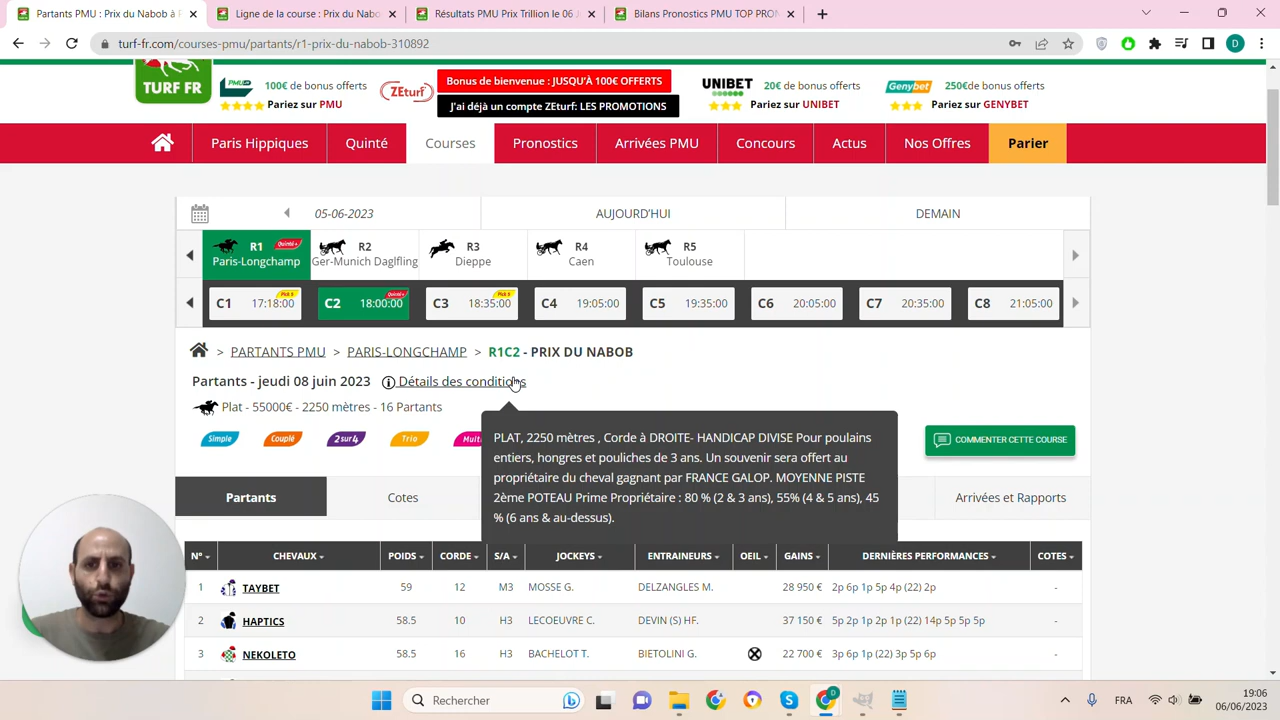 Partants PMU : Prix du Nabob à F
Ligne de la course : Prix du Nabo
Résultats PMU Prix Trillion le 06 J
Bilans Pronostics PMU TOP PRON
turf-fr.com/courses-pmu/partants/r1-prix-du-nabob-310892
D
TURF FR
PMU
100€ de bonus offerts
Pariez sur PMU
ZEturf
Bonus de bienvenue : JUSQU'À 100€ OFFERTS
J'ai déjà un compte ZEturf: LES PROMOTIONS
UNIBET
20€ de bonus offerts
Pariez sur UNIBET
Genybet
250€de bonus offerts
Pariez sur GENYBET
Paris Hippiques
Quinté
Courses
Pronostics
Arrivées PMU
Concours
Actus
Nos Offres
Parier
05-06-2023
AUJOURD'HUI
DEMAIN
R1 Quinté+
Paris-Longchamp
R2
Ger-Munich Daglfing
R3
Dieppe
R4
Caen
R5
Toulouse
C1 17:18:00 Pick 5
C2 18:00:00 Quinté+
C3 18:35:00 Pick 5
C4 19:05:00
C5 19:35:00
C6 20:05:00
C7 20:35:00
C8 21:05:00
> PARTANTS PMU > PARIS-LONGCHAMP > R1C2 - PRIX DU NABOB
Partants - jeudi 08 juin 2023 Détails des conditions
Plat - 55000€ - 2250 mètres - 16 Partants
Simple
Couplé
2sur4
Trio
Mult
PLAT, 2250 mètres , Corde à DROITE- HANDICAP DIVISE Pour poulains
entiers, hongres et pouliches de 3 ans. Un souvenir sera offert au
propriétaire du cheval gagnant par FRANCE GALOP. MOYENNE PISTE
2ème POTEAU Prime Propriétaire : 80 % (2 & 3 ans), 55% (4 & 5 ans), 45
% (6 ans & au-dessus).
COMMENTER CETTE COURSE
Partants
Cotes
Arrivées et Rapports
N° CHEVAUX POIDS CORDE S/A JOCKEYS ENTRAINEURS OEIL GAINS DERNIÈRES PERFORMANCES COTES
1 TAYBET 59 12 M3 MOSSE G. DELZANGLES M. 28 950 € 2p 6p 1p 5p 4p (22) 2p -
2 HAPTICS 58.5 10 H3 LECOEUVRE C. DEVIN (S) HF. 37 150 € 5p 2p 1p 2p 1p (22) 14p 5p 5p 5p -
3 NEKOLETO 58.5 16 H3 BACHELOT T. BIETOLINI G. 22 700 € 3p 6p 1p (22) 3p 5p 6p -
Rechercher
FRA
19:06
06/06/2023